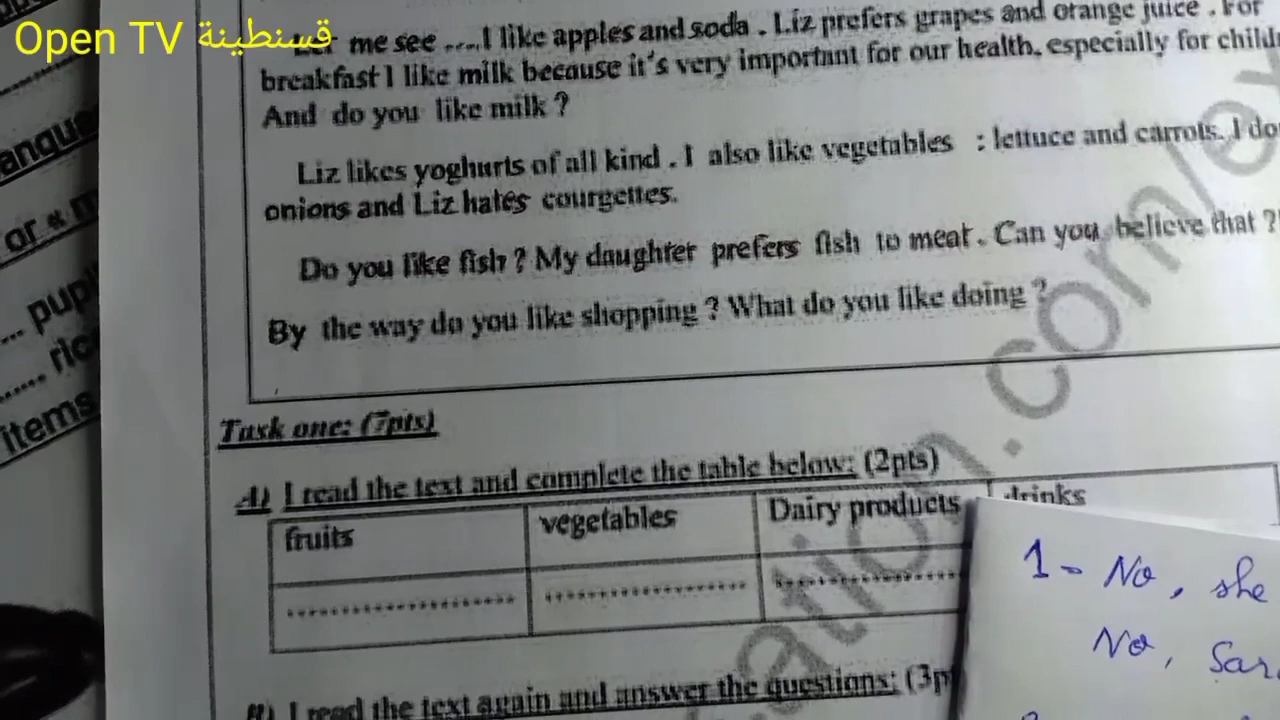 Open TV قسنطينة
Let me see ....I like apples and soda . Liz prefers grapes and orange juice . For
breakfast I like milk because it's very important for our health, especially for
And do you like milk ?
Liz likes yoghurts of all kind . I also like vegetables : lettuce and carrots. I
onions and Liz hates courgettes.
Do you like fish ? My daughter prefers fish to meat . Can you believe that ?
By the way do you like shopping ? What do you like doing ?
Task one: (7pts)
A) I read the text and complete the table below: (2pts)
fruits vegetables Dairy products drinks
B) I read the text again and answer the questions:
1- No, she
No,
or «
...
.....
items